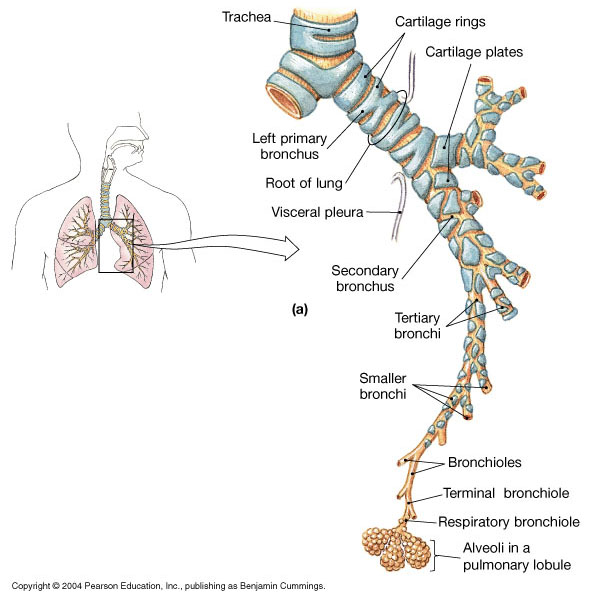 Trachea
Cartilage rings
Cartilage plates
Left primary
bronchus
Root of lung
Visceral pleura
Secondary
bronchus
(a)
Tertiary
bronchi
Smaller
bronchi
Bronchioles
Terminal bronchiole
Respiratory bronchiole
Alveoli in a
pulmonary lobule
Copyright © 2004 Pearson Education, Inc., publishing as Benjamin Cummings.